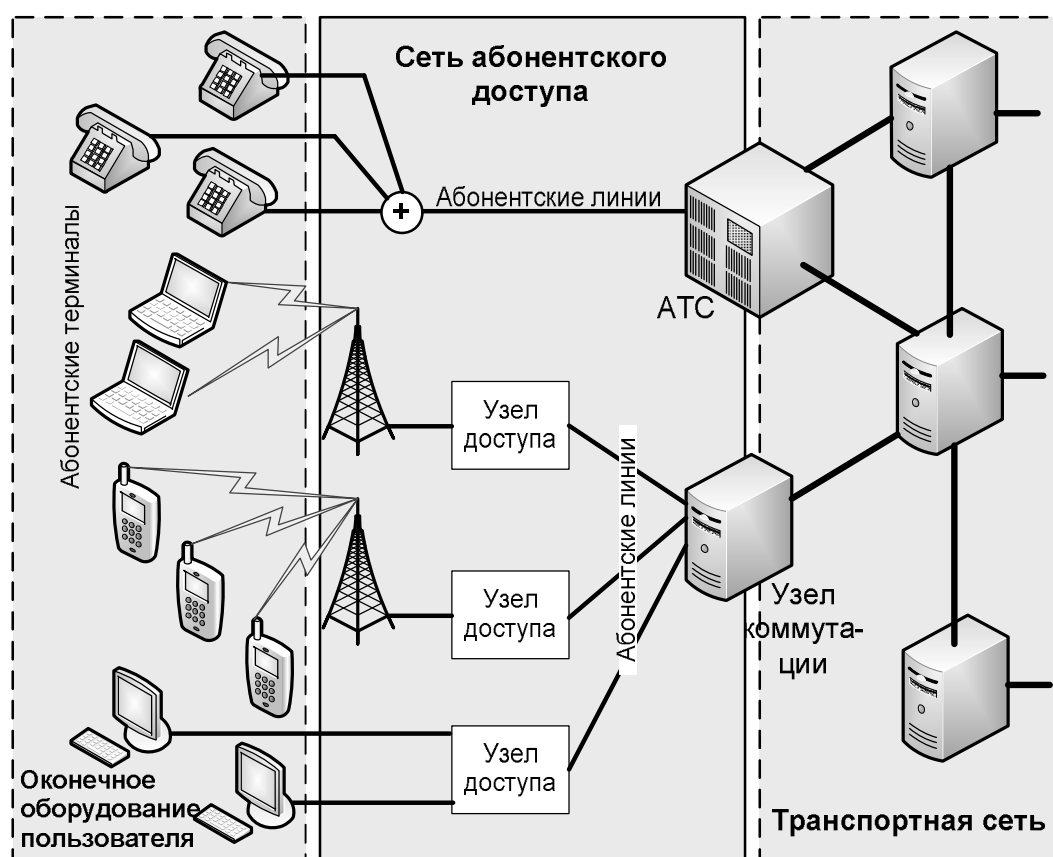 Сеть абонентского
доступа
Абонентские линии
Абонентские терминалы
АТС
Узел
доступа
Абонентские линии
Узел
доступа
Узел
коммута-
ции
Узел
доступа
Оконечное
оборудование
пользователя
Транспортная сеть